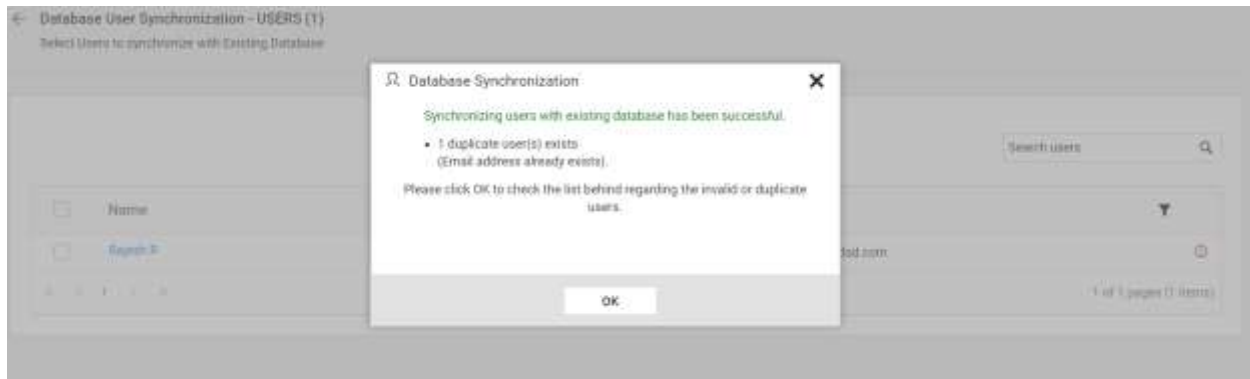 Database User Synchronization - USERS (1)
Select Users to synchronize with Existing Database
Database Synchronization
Synchronizing users with existing database has been successful.
1 duplicate user(s) exists
(Email address already exists).
Please click OK to check the list behind regarding the invalid or duplicate
users.
Search users
Name
Rajesh R
.com
1 of 1 pages (1 items)
OK